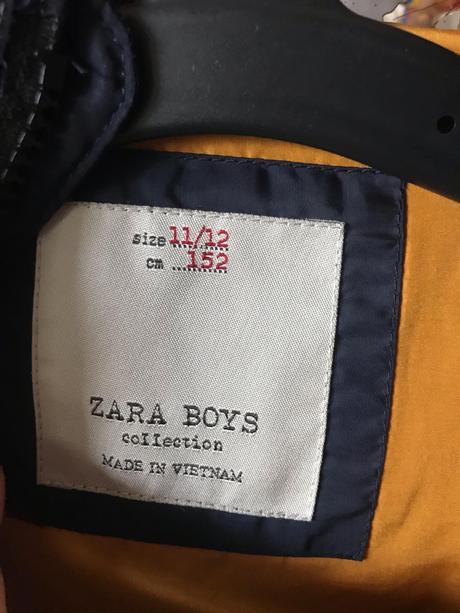 size 11/12
cm 152
ZARA BOYS
collection
MADE IN VIETNAM